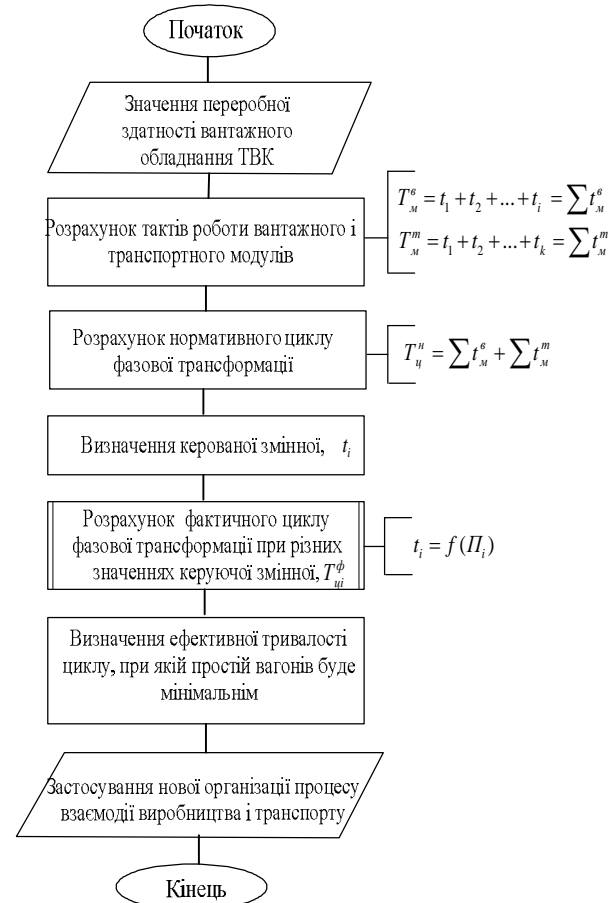 Початок
Значення переробної
здатності вантажного
обладнання ТВК
Розрахунок тактів роботи вантажного і
транспортного модулів
T_м^в = t_1 + t_2 + ... + t_i = ∑ t_м^в
T_м^т = t_1 + t_2 + ... + t_k = ∑ t_м^т
Розрахунок нормативного циклу
фазової трансформації
T_ц^н = ∑ t_м^в + ∑ t_м^т
Визначення керованої змінної, t_i
Розрахунок фактичного циклу
фазової трансформації при різних
значеннях керуючої змінної, T_ці^ф
t_i = f(П_i)
Визначення ефективної тривалості
циклу, при якій простій вагонів буде
мінімальнім
Застосування нової організації процесу
взаємодії виробництва і транспорту
Кінець